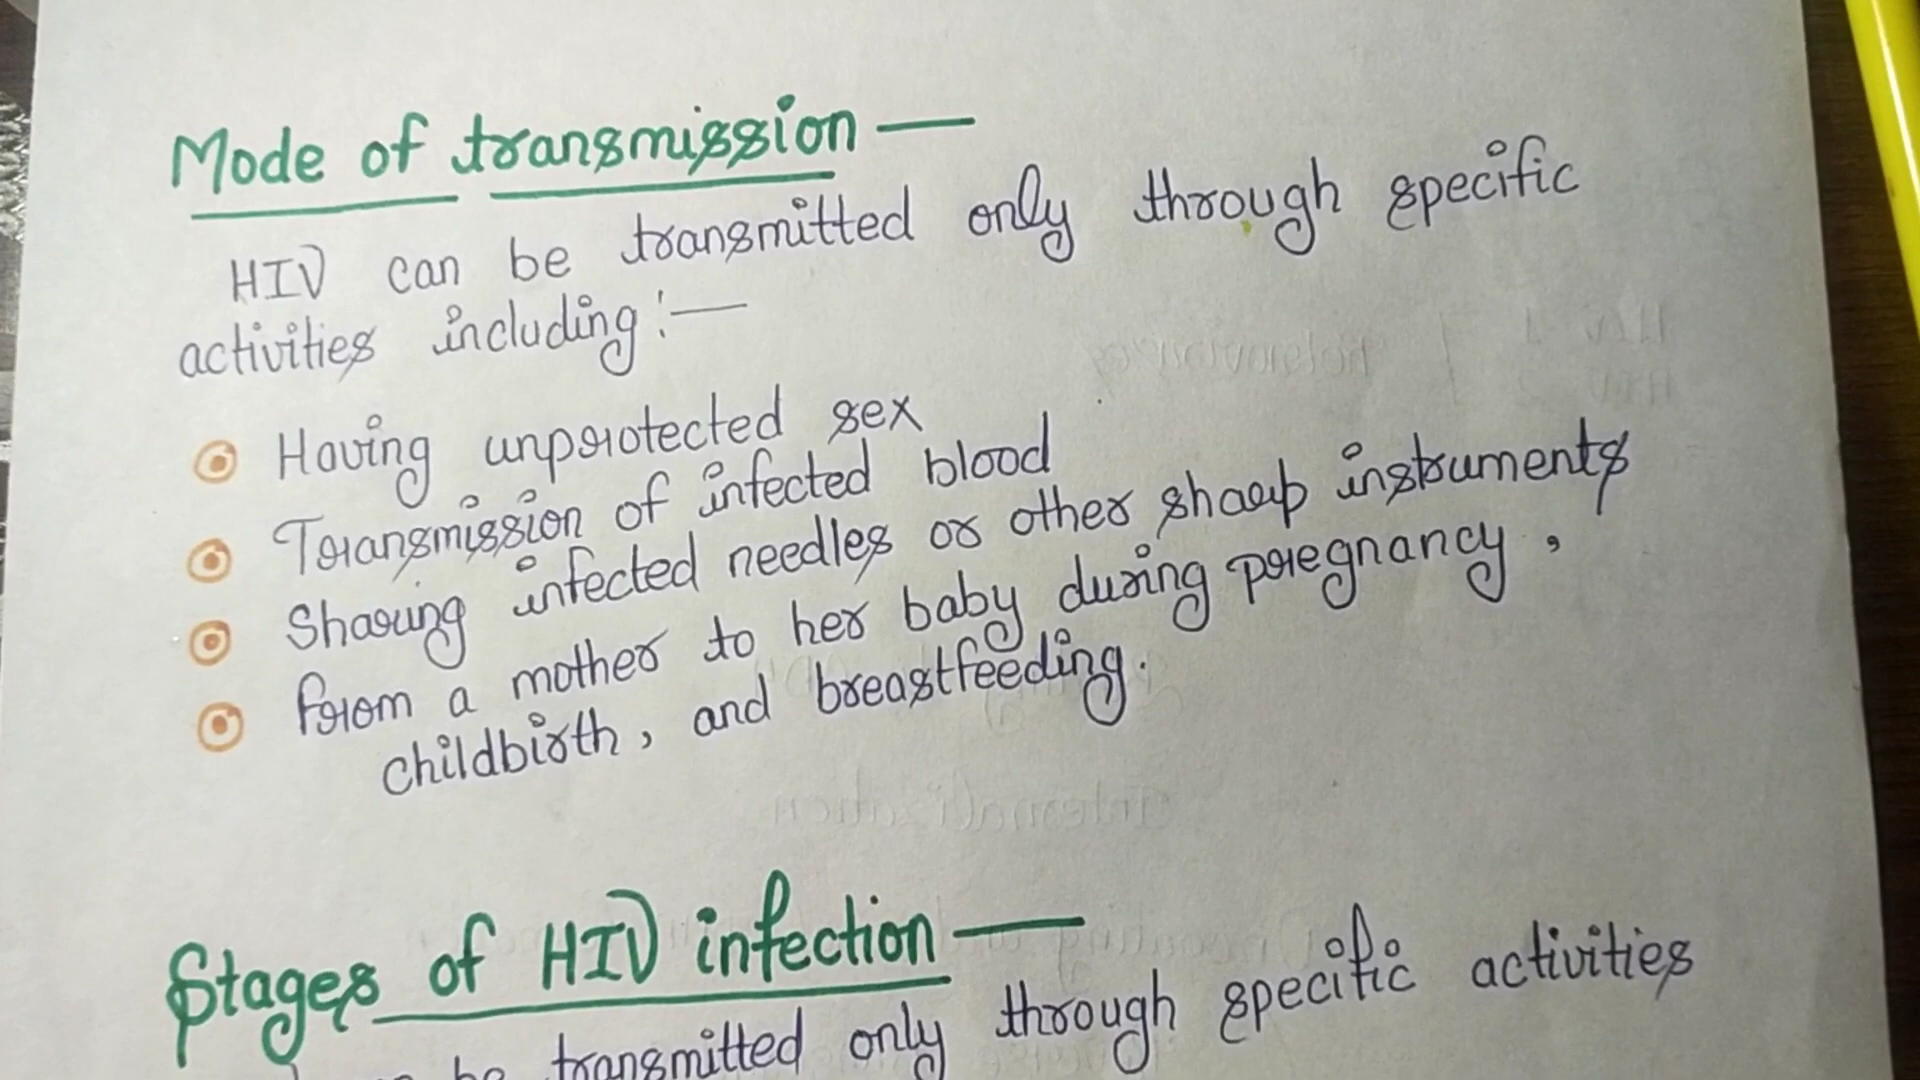 Mode of transmission —
HIV can be transmitted only through specific
activities including :—
Having unprotected sex
Transmission of infected blood
Sharing infected needles or other sharp instruments
from a mother to her baby during pregnancy,
childbirth, and breastfeeding.
Stages of HIV infection —
be transmitted only through specific activities